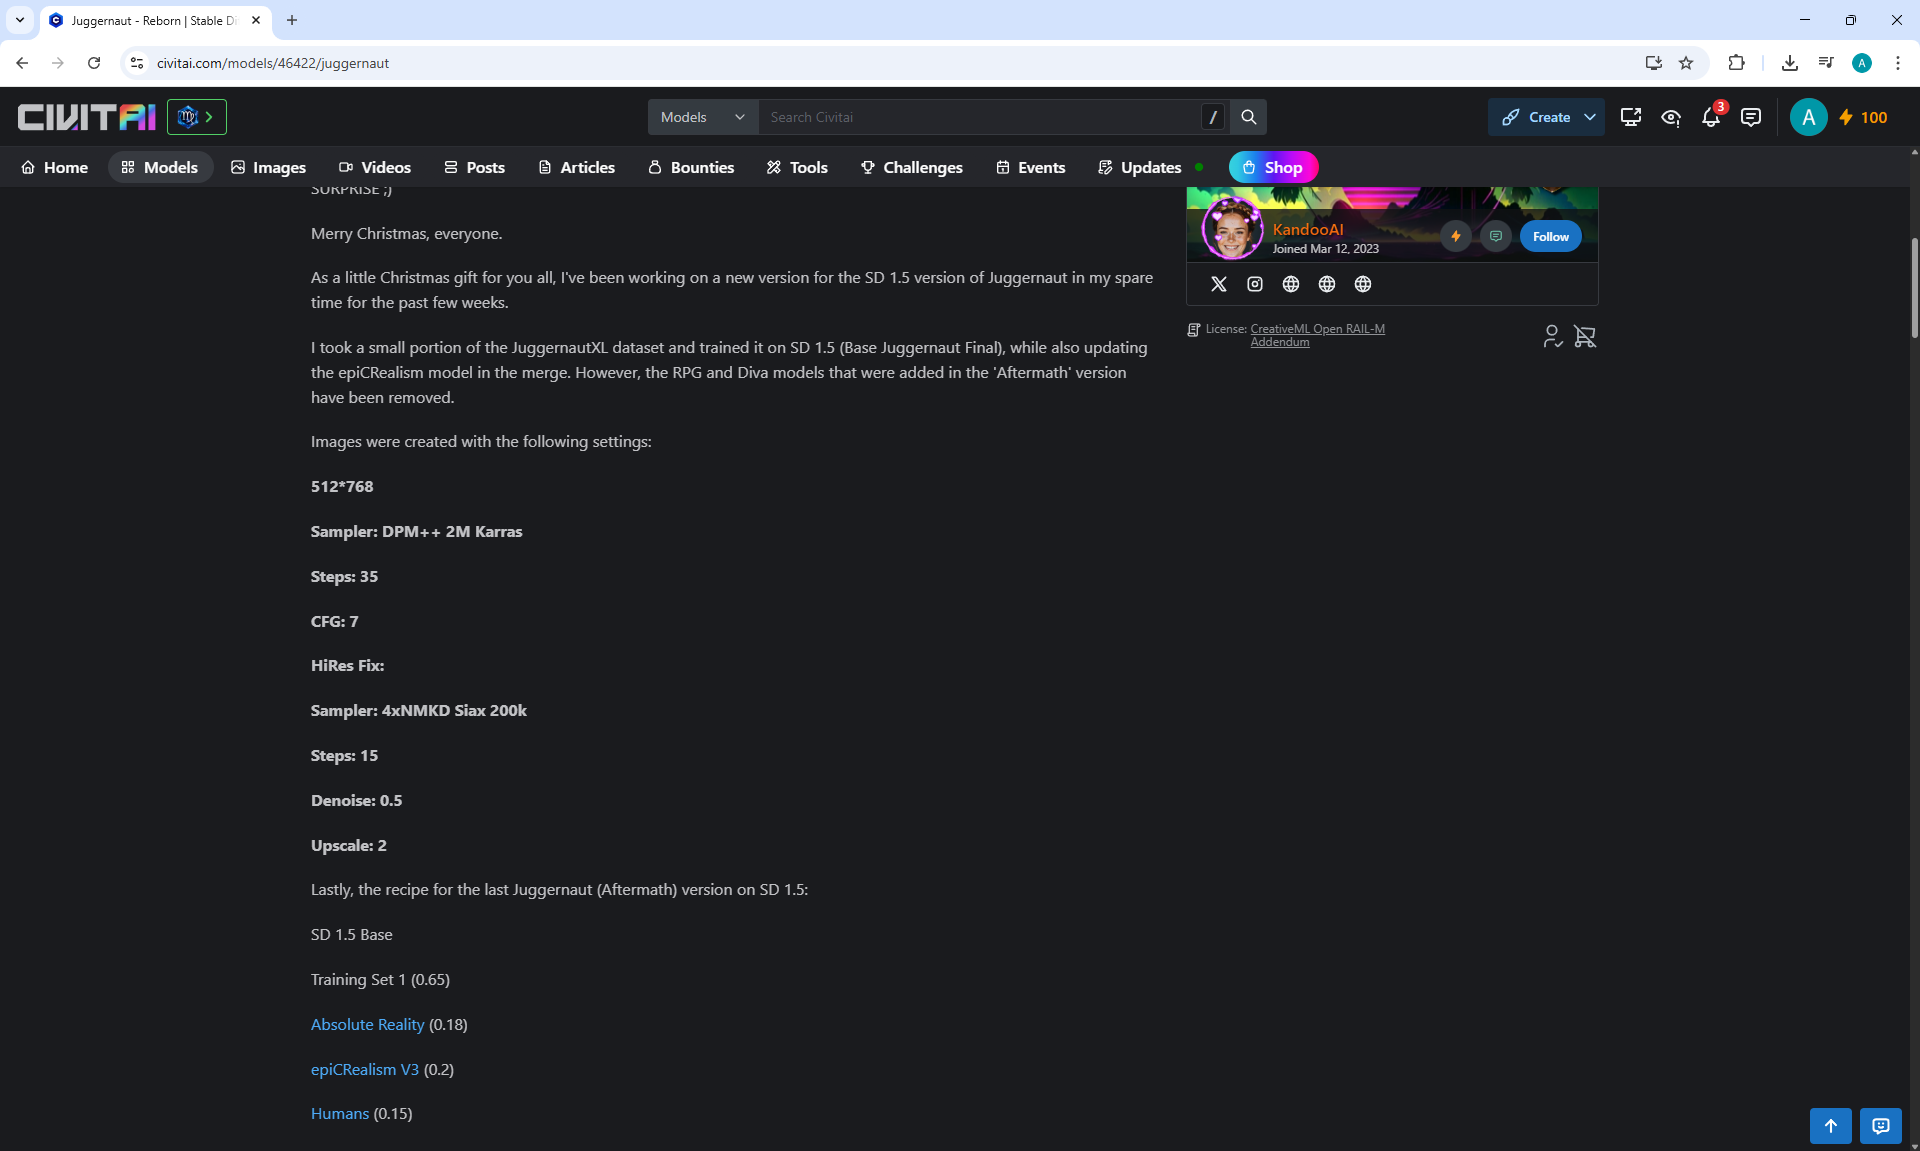 Juggernaut - Reborn | Stable Di
civitai.com/models/46422/juggernaut
A
CIVITAI
Models
Search Civitai
/
Create
3
A
100
Home
Models
Images
Videos
Posts
Articles
Bounties
Tools
Challenges
Events
Updates
Shop
SURPRISE ;)
Merry Christmas, everyone.
As a little Christmas gift for you all, I've been working on a new version for the SD 1.5 version of Juggernaut in my spare
time for the past few weeks.
I took a small portion of the JuggernautXL dataset and trained it on SD 1.5 (Base Juggernaut Final), while also updating
the epiCRealism model in the merge. However, the RPG and Diva models that were added in the 'Aftermath' version
have been removed.
Images were created with the following settings:
512*768
Sampler: DPM++ 2M Karras
Steps: 35
CFG: 7
HiRes Fix:
Sampler: 4xNMKD Siax 200k
Steps: 15
Denoise: 0.5
Upscale: 2
Lastly, the recipe for the last Juggernaut (Aftermath) version on SD 1.5:
SD 1.5 Base
Training Set 1 (0.65)
Absolute Reality (0.18)
epiCRealism V3 (0.2)
Humans (0.15)
KandooAI
Joined Mar 12, 2023
Follow
License: CreativeML Open RAIL-M
Addendum